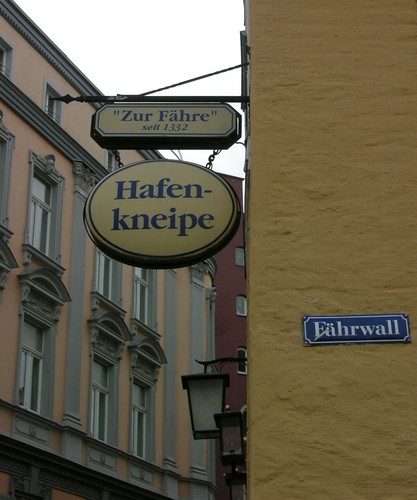 "Zur Fähre"
seit 1332
Hafen-
kneipe
Fährwall